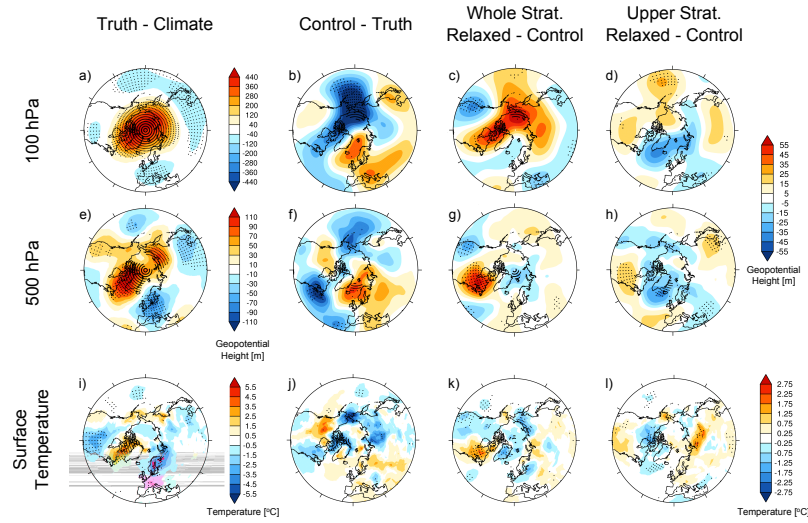 Truth - Climate
Control - Truth
Whole Strat.
Relaxed - Control
Upper Strat.
Relaxed - Control
100 hPa
a)
440
360
280
200
120
40
-40
-120
-200
-280
-360
-440
b)
c)
d)
55
45
35
25
15
5
-5
-15
-25
-35
-45
-55
Geopotential
Height [m]
500 hPa
e)
110
90
70
50
30
10
-10
-30
-50
-70
-90
-110
Geopotential
Height [m]
f)
g)
h)
Surface
Temperature
i)
5.5
4.5
3.5
2.5
1.5
0.5
-0.5
-1.5
-2.5
-3.5
-4.5
-5.5
Temperature [°C]
j)
k)
l)
2.75
2.25
1.75
1.25
0.75
0.25
-0.25
-0.75
-1.25
-1.75
-2.25
-2.75
Temperature [°C]